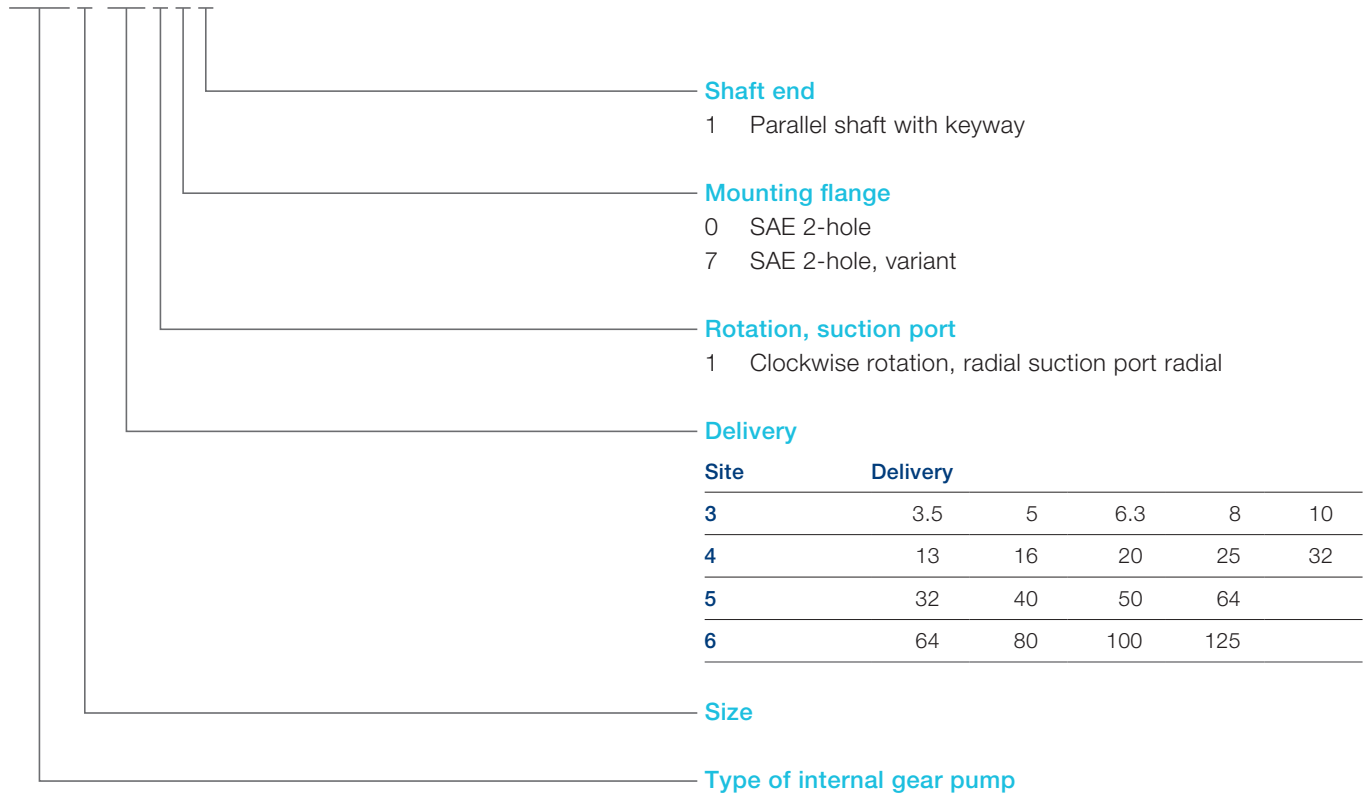 Shaft end
1 Parallel shaft with keyway
Mounting flange
0 SAE 2-hole
7 SAE 2-hole, variant
Rotation, suction port
1 Clockwise rotation, radial suction port radial
Delivery
Site Delivery
3 3.5 5 6.3 8 10
4 13 16 20 25 32
5 32 40 50 64
6 64 80 100 125
Size
Type of internal gear pump